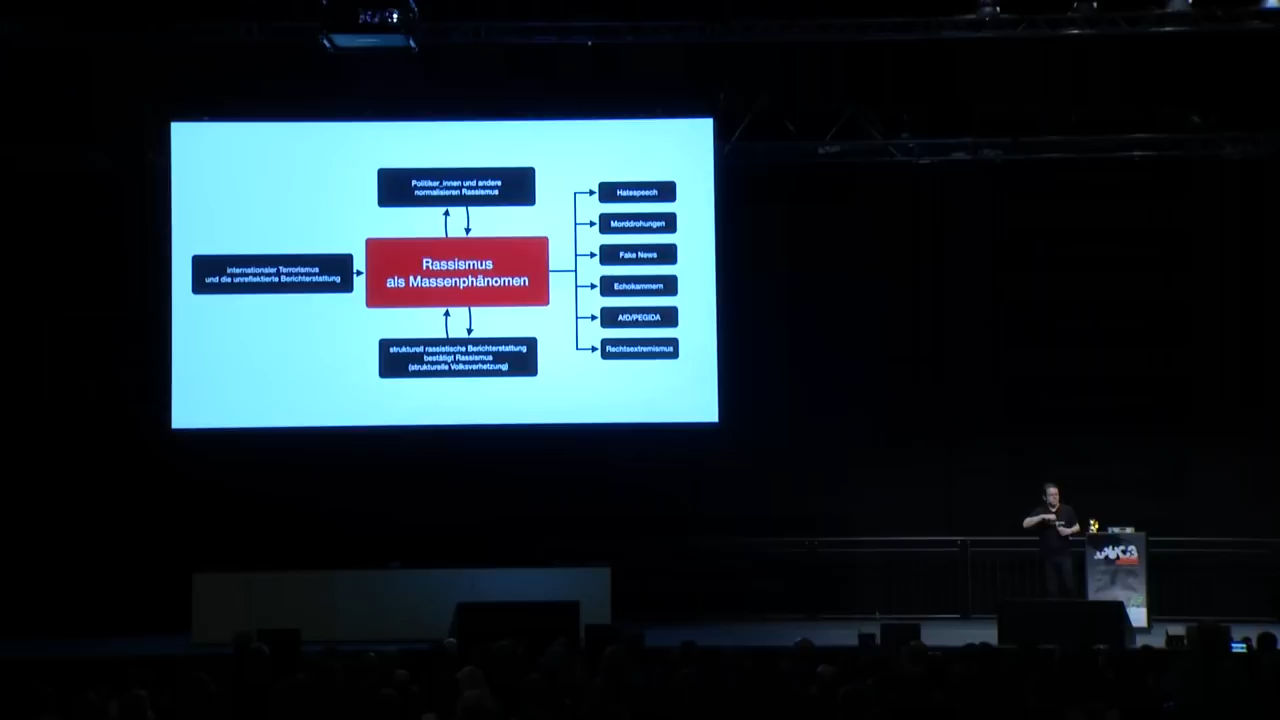 Politiker_innen und andere
normalisieren Rassismus
internationaler Terrorismus
und die unreflektierte Berichterstattung
Rassismus
als Massenphänomen
strukturell rassistische Berichterstattung
bestätigt Rassismus
(strukturelle Volksverhetzung)
Hatespeech
Morddrohungen
Fake News
Echokammern
AfD/PEGIDA
Rechtsextremismus